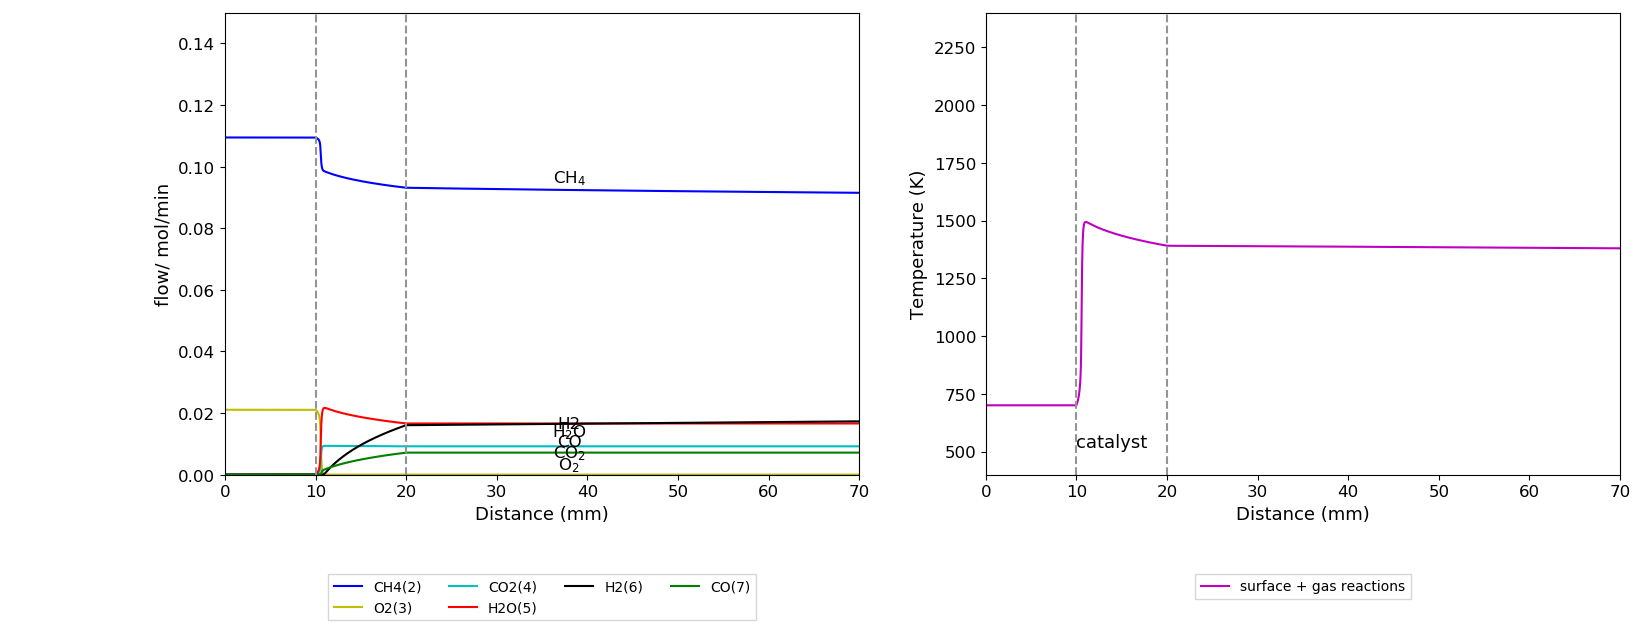 0.14
0.12
0.10
0.08
0.06
0.04
0.02
0.00
flow/ mol/min
CH4
H2
H2O
CO
CO2
O2
0 10 20 30 40 50 60 70
Distance (mm)
CH4(2) CO2(4) H2(6) CO(7)
O2(3) H2O(5)
2250
2000
1750
1500
1250
1000
750
500
Temperature (K)
catalyst
0 10 20 30 40 50 60 70
Distance (mm)
surface + gas reactions